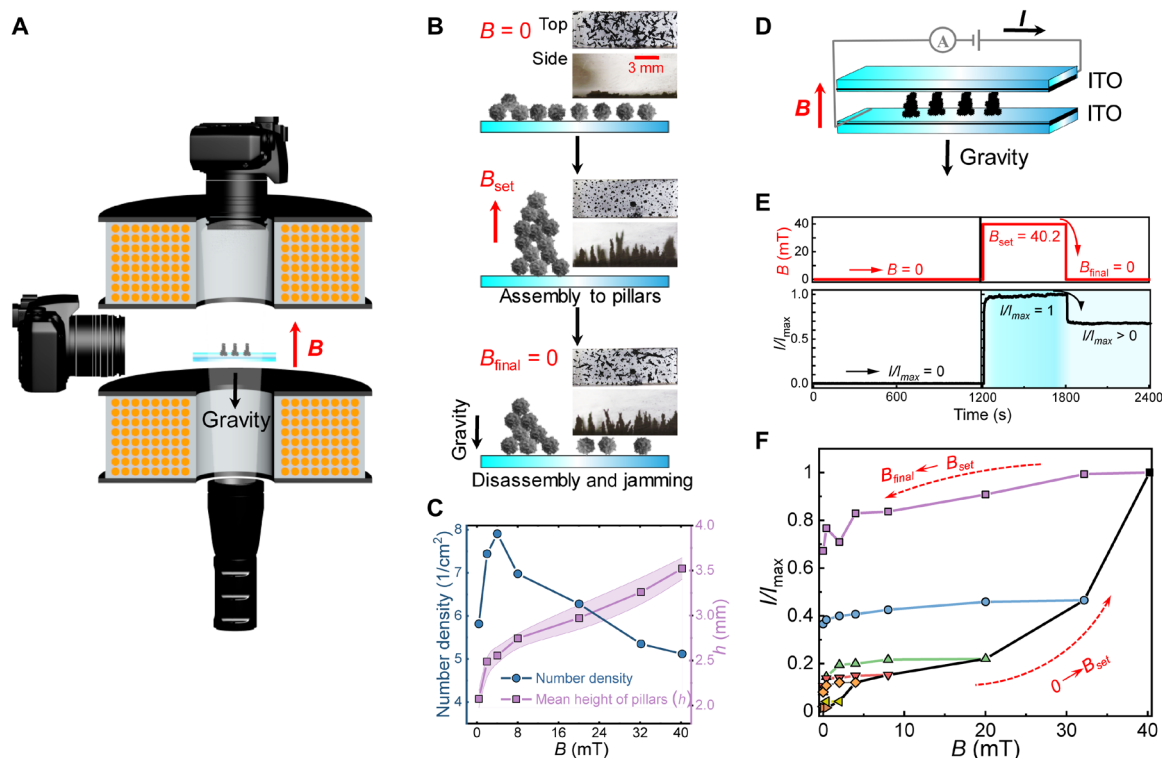 A
B
Gravity
B
B = 0
Top
Side
3 mm
Bset
Assembly to pillars
Bfinal = 0
Gravity
Disassembly and jamming
C
Number density (1/cm²)
8
7
6
5
4
4.0
3.5
3.0
2.5
2.0
h (mm)
Number density
Mean height of pillars (h)
0 8 16 24 32 40
B (mT)
D
I
A
ITO
ITO
B
Gravity
E
B (mT)
40
20
0
Bset = 40.2
B = 0
Bfinal = 0
I/Imax
1.0
0.5
0.0
I/Imax = 1
I/Imax > 0
I/Imax = 0
0 600 1200 1800 2400
Time (s)
F
I/Imax
1
0.8
0.6
0.4
0.2
0
Bfinal ← Bset
0 → Bset
0 10 20 30 40
B (mT)